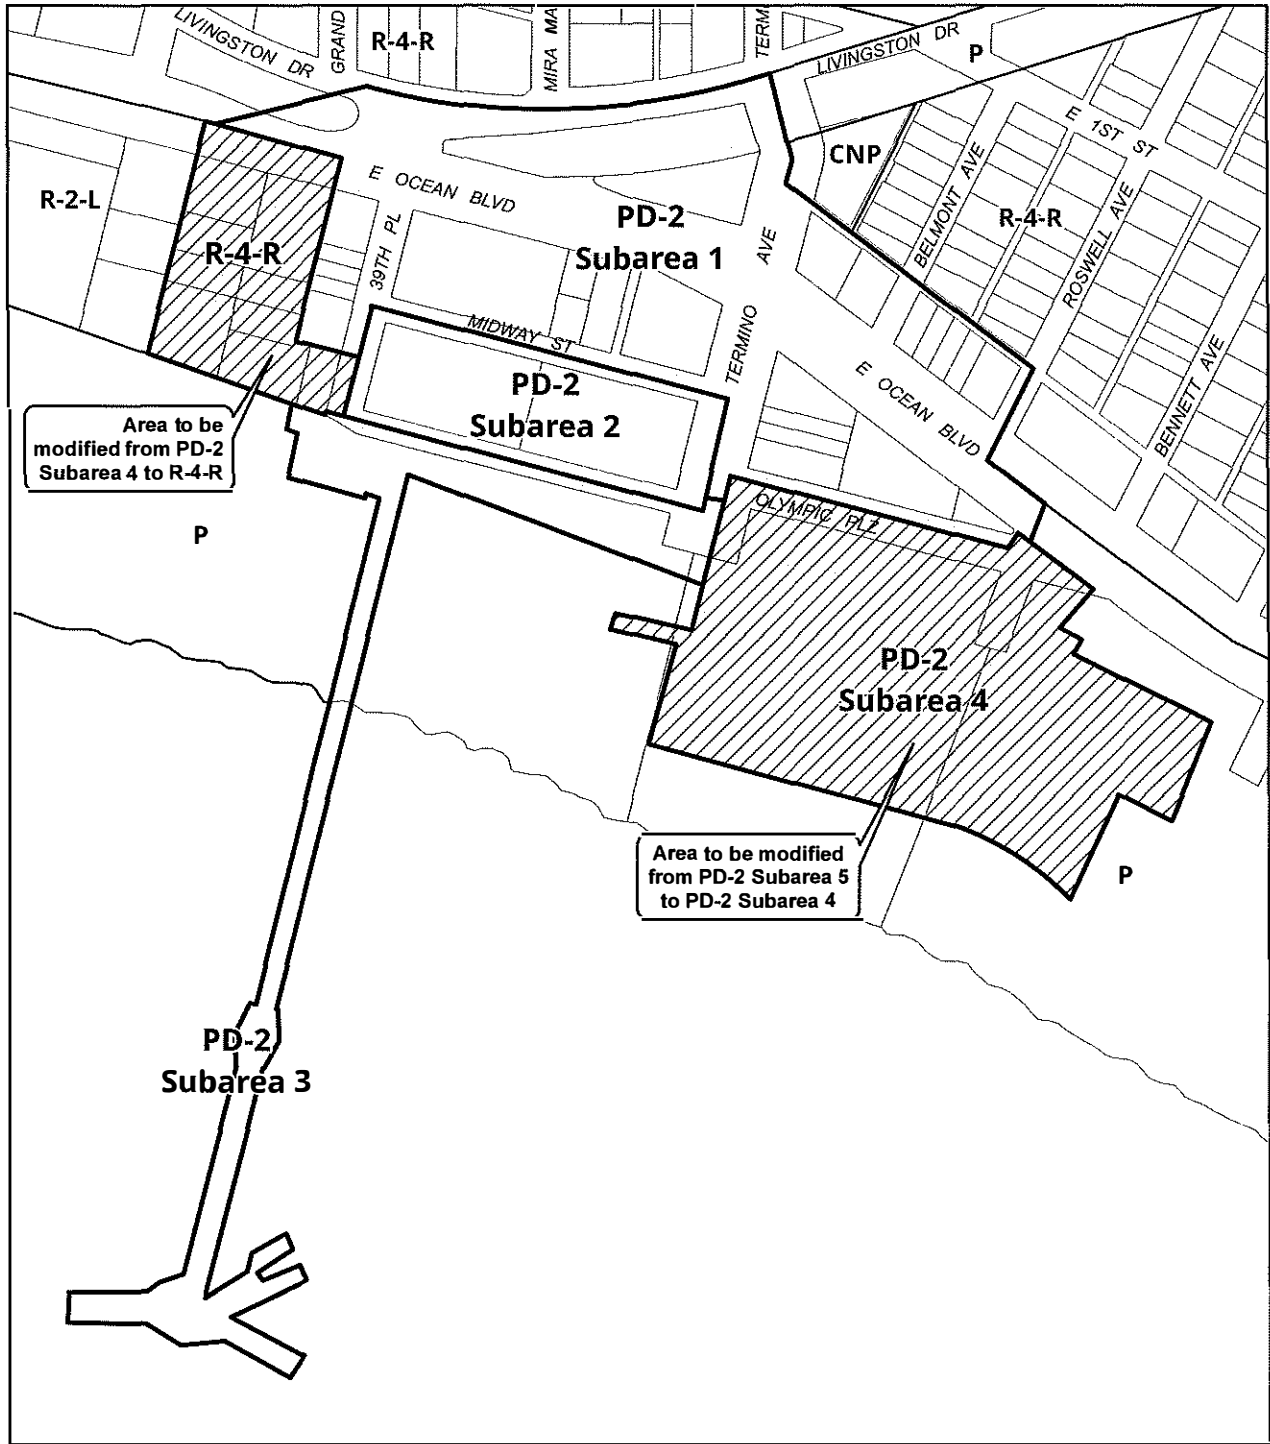 LIVINGSTON DR
GRAND
R-4-R
MIRA MA
TERMI
LIVINGSTON DR
P
E 1ST ST
CNP
R-2-L
E OCEAN BLVD
PD-2
Subarea 1
BELMONT AVE
R-4-R
ROSWELL AVE
R-4-R
39TH PL
TERMINO AVE
MIDWAY ST
PD-2
Subarea 2
E OCEAN BLVD
BENNETT AVE
Area to be
modified from PD-2
Subarea 4 to R-4-R
OLYMPIC PLZ
P
PD-2
Subarea 4
Area to be modified
from PD-2 Subarea 5
to PD-2 Subarea 4
P
PD-2
Subarea 3